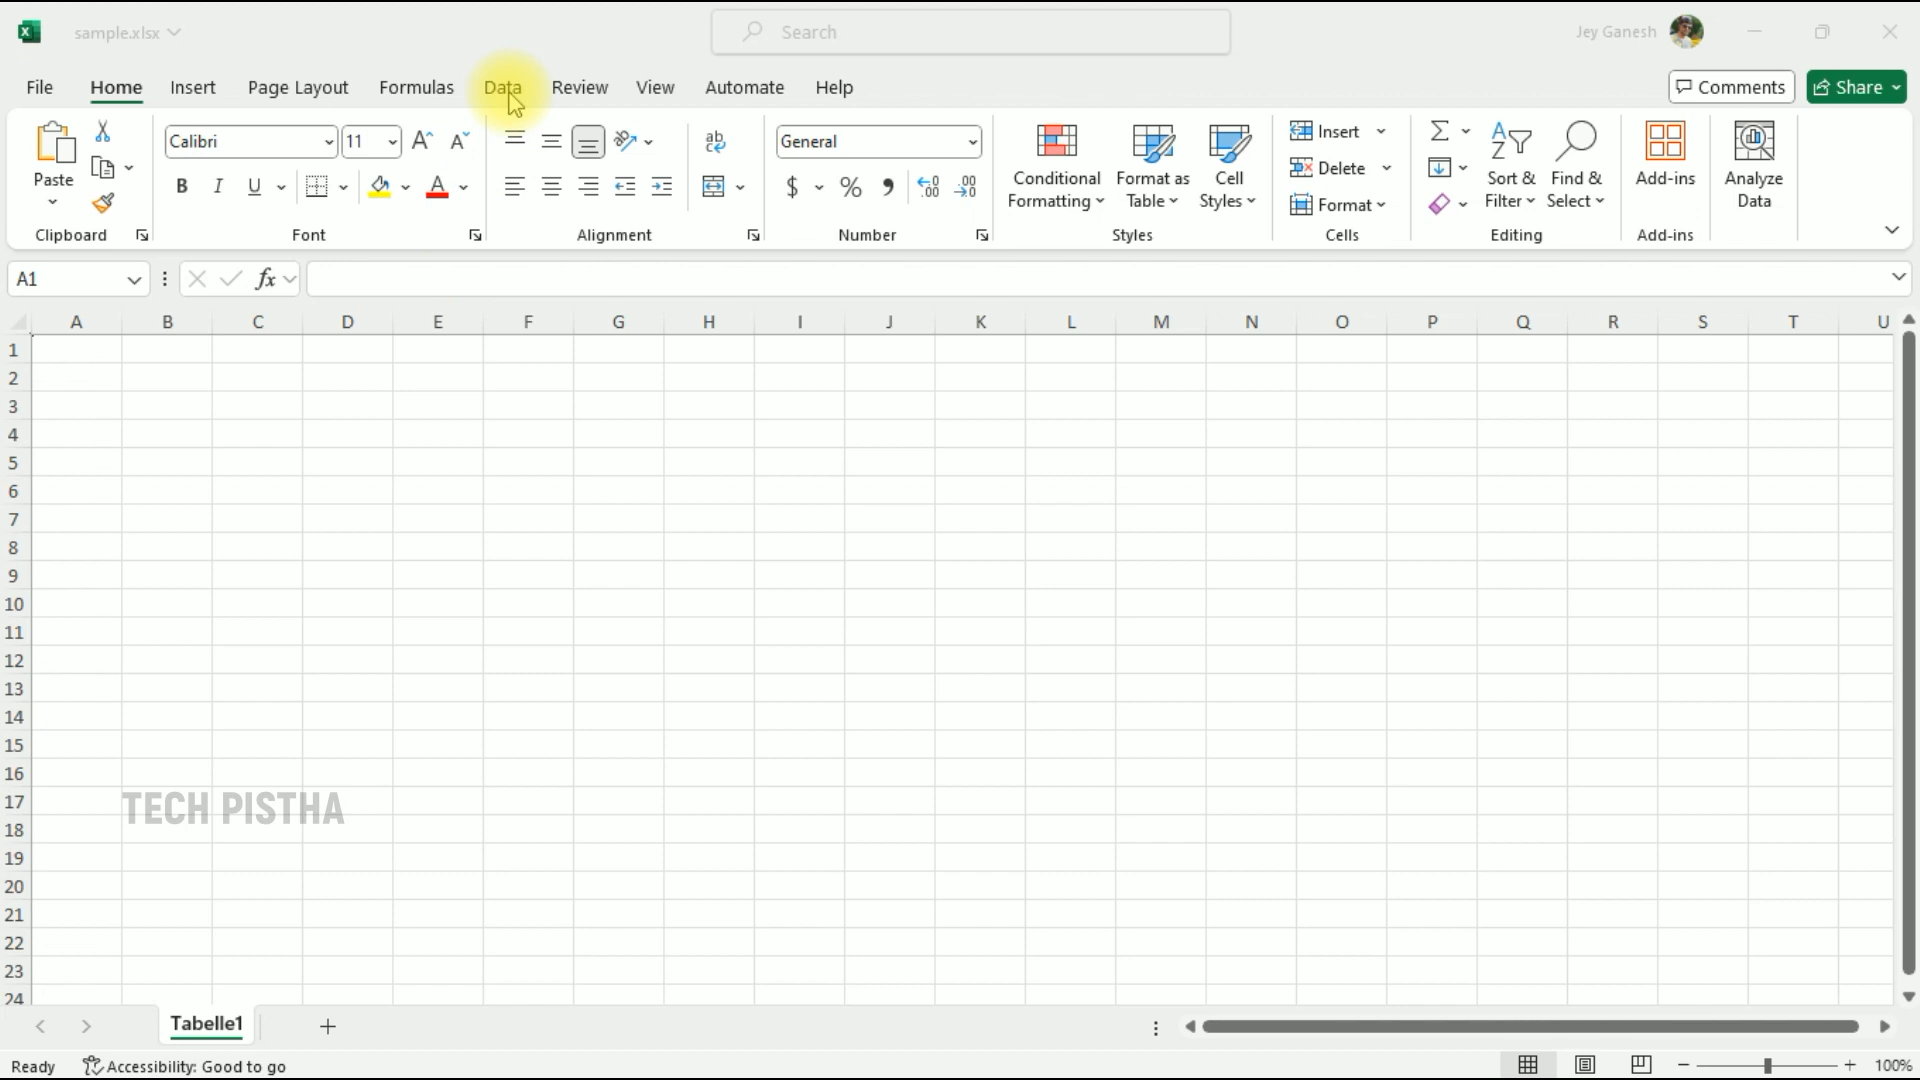 sample.xlsx
Search
Jey Ganesh
File Home Insert Page Layout Formulas Data Review View Automate Help
Comments Share
Calibri 11
General
Paste
Conditional Formatting
Format as Table
Cell Styles
Insert
Delete
Format
Sort & Filter
Find & Select
Add-ins
Analyze Data
Clipboard Font Alignment Number Styles Cells Editing Add-ins
A1
fx
A B C D E F G H I J K L M N O P Q R S T U
1
2
3
4
5
6
7
8
9
10
11
12
13
14
15
16
17
TECH PISTHA
18
19
20
21
22
23
24
Tabelle1
Ready Accessibility: Good to go
100%